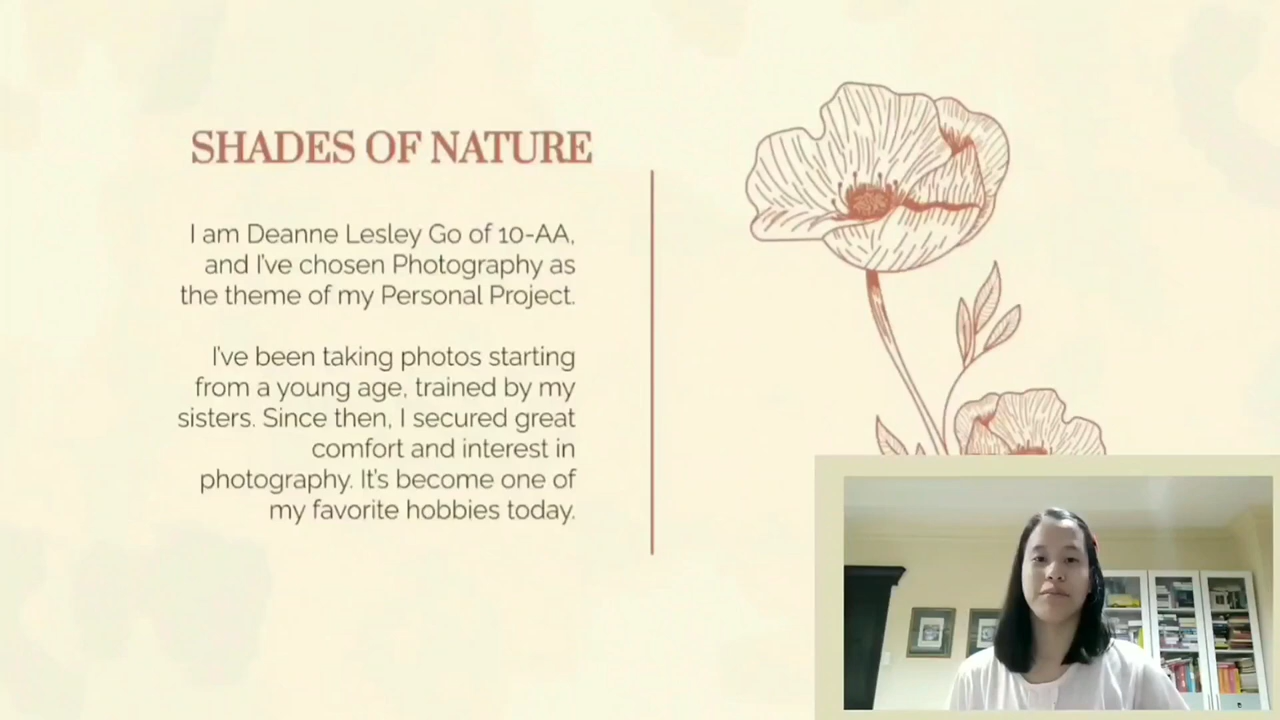 SHADES OF NATURE
I am Deanne Lesley Go of 10-AA,
and I've chosen Photography as
the theme of my Personal Project.
I've been taking photos starting
from a young age, trained by my
sisters. Since then, I secured great
comfort and interest in
photography. It's become one of
my favorite hobbies today.